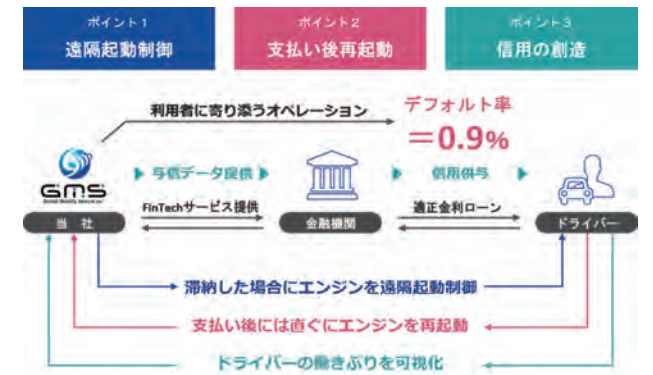 ポイント1
遠隔起動制御
ポイント2
支払い後再起動
ポイント3
信用の創造
利用者に寄り添うオペレーション
デフォルト率
=0.9%
GMS
与信データ提供
信用供与
FinTechサービス提供
適正金利ローン
当 社
金融機関
ドライバー
滞納した場合にエンジンを遠隔起動制御
支払い後には直ぐにエンジンを再起動
ドライバーの働きぶりを可視化